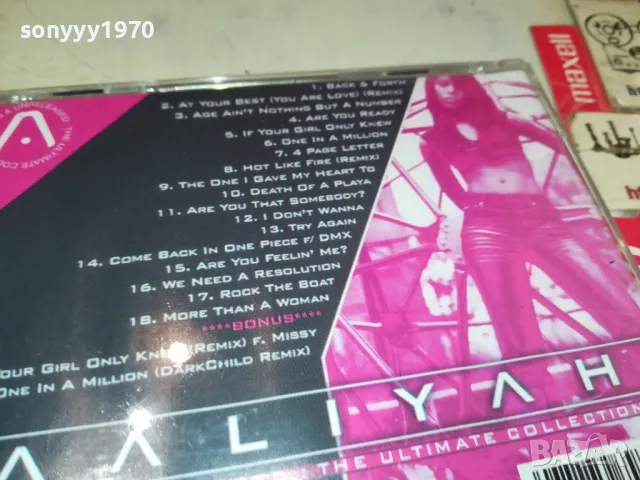 sonyyy1970
maxell
& UNRELEASED THE ULTIMATE
1. BACK & FORTH
2. AT YOUR BEST (YOU ARE LOVE) (REMIX)
3. AGE AIN'T NOTHING BUT A NUMBER
4. ARE YOU READY
5. IF YOUR GIRL ONLY KNEW
6. ONE IN A MILLION
7. 4 PAGE LETTER
8. HOT LIKE FIRE (REMIX)
9. THE ONE I GAVE MY HEART TO
10. DEATH OF A PLAYA
11. ARE YOU THAT SOMEBODY?
12. I DON'T WANNA
13. TRY AGAIN
14. COME BACK IN ONE PIECE F/ DMX
15. ARE YOU FEELIN' ME?
16. WE NEED A RESOLUTION
17. ROCK THE BOAT
18. MORE THAN A WOMAN
****BONUS****
YOUR GIRL ONLY KNEW (REMIX) F. MISSY
ONE IN A MILLION (DARKCHILD REMIX)
AALIYAH
THE ULTIMATE COLLECTION
BAZAR